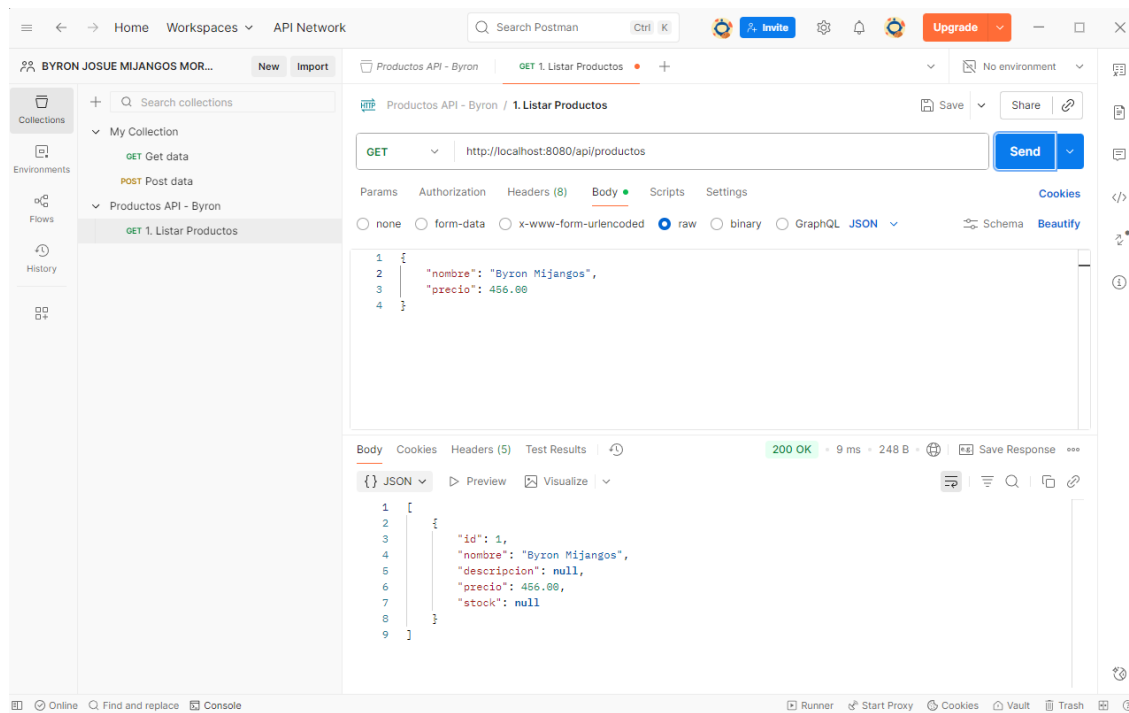 Home Workspaces API Network Search Postman Ctrl K Invite Upgrade
BYRON JOSUE MIJANGOS MOR... New Import Productos API - Byron GET 1. Listar Productos No environment
Collections Search collections Productos API - Byron / 1. Listar Productos Save Share
My Collection
GET Get data GET http://localhost:8080/api/productos Send
Environments
POST Post data
Productos API - Byron Params Authorization Headers (8) Body Scripts Settings Cookies
Flows
GET 1. Listar Productos none form-data x-www-form-urlencoded raw binary GraphQL JSON Schema Beautify
History
1 {
2 "nombre": "Byron Mijangos",
3 "precio": 456.00
4 }
Body Cookies Headers (5) Test Results 200 OK 9 ms 248 B Save Response
{} JSON Preview Visualize
1 [
2 {
3 "id": 1,
4 "nombre": "Byron Mijangos",
5 "descripcion": null,
6 "precio": 456.00,
7 "stock": null
8 }
9 ]
Online Find and replace Console Runner Start Proxy Cookies Vault Trash